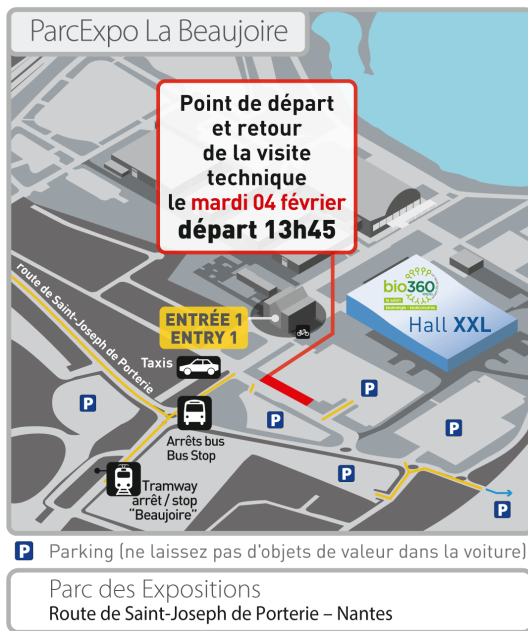 ParcExpo La Beaujoire
Point de départ
et retour
de la visite
technique
le mardi 04 février
départ 13h45
bio360
Hall XXL
route de Saint-Joseph de Porterie
ENTRÉE 1
ENTRY 1
Taxis
P
P
P
P
P
P
Arrêts bus
Bus Stop
Tramway
arrêt / stop
"Beaujoire"
P Parking (ne laissez pas d'objets de valeur dans la voiture)
Parc des Expositions
Route de Saint-Joseph de Porterie – Nantes